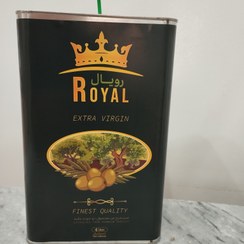 رويال
ROYAL
EXTRA VIRGIN
FINEST QUALITY